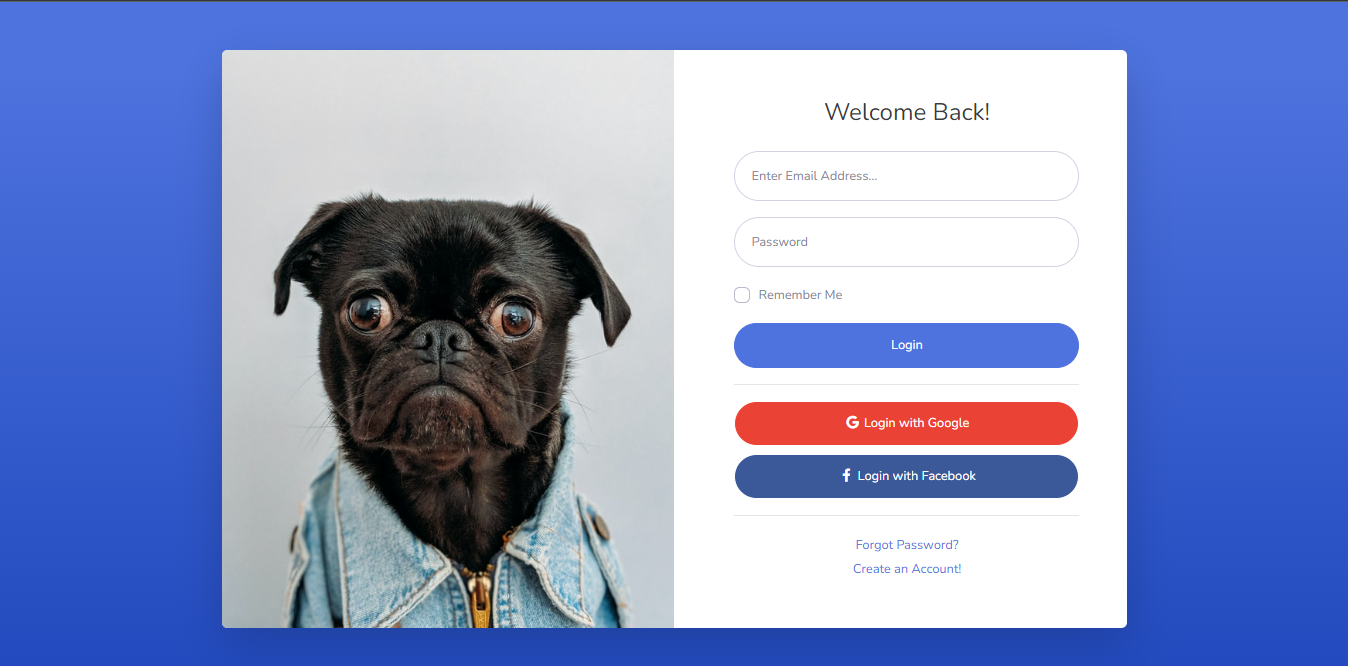 Welcome Back!
Enter Email Address...
Password
Remember Me
Login
Login with Google
Login with Facebook
Forgot Password?
Create an Account!